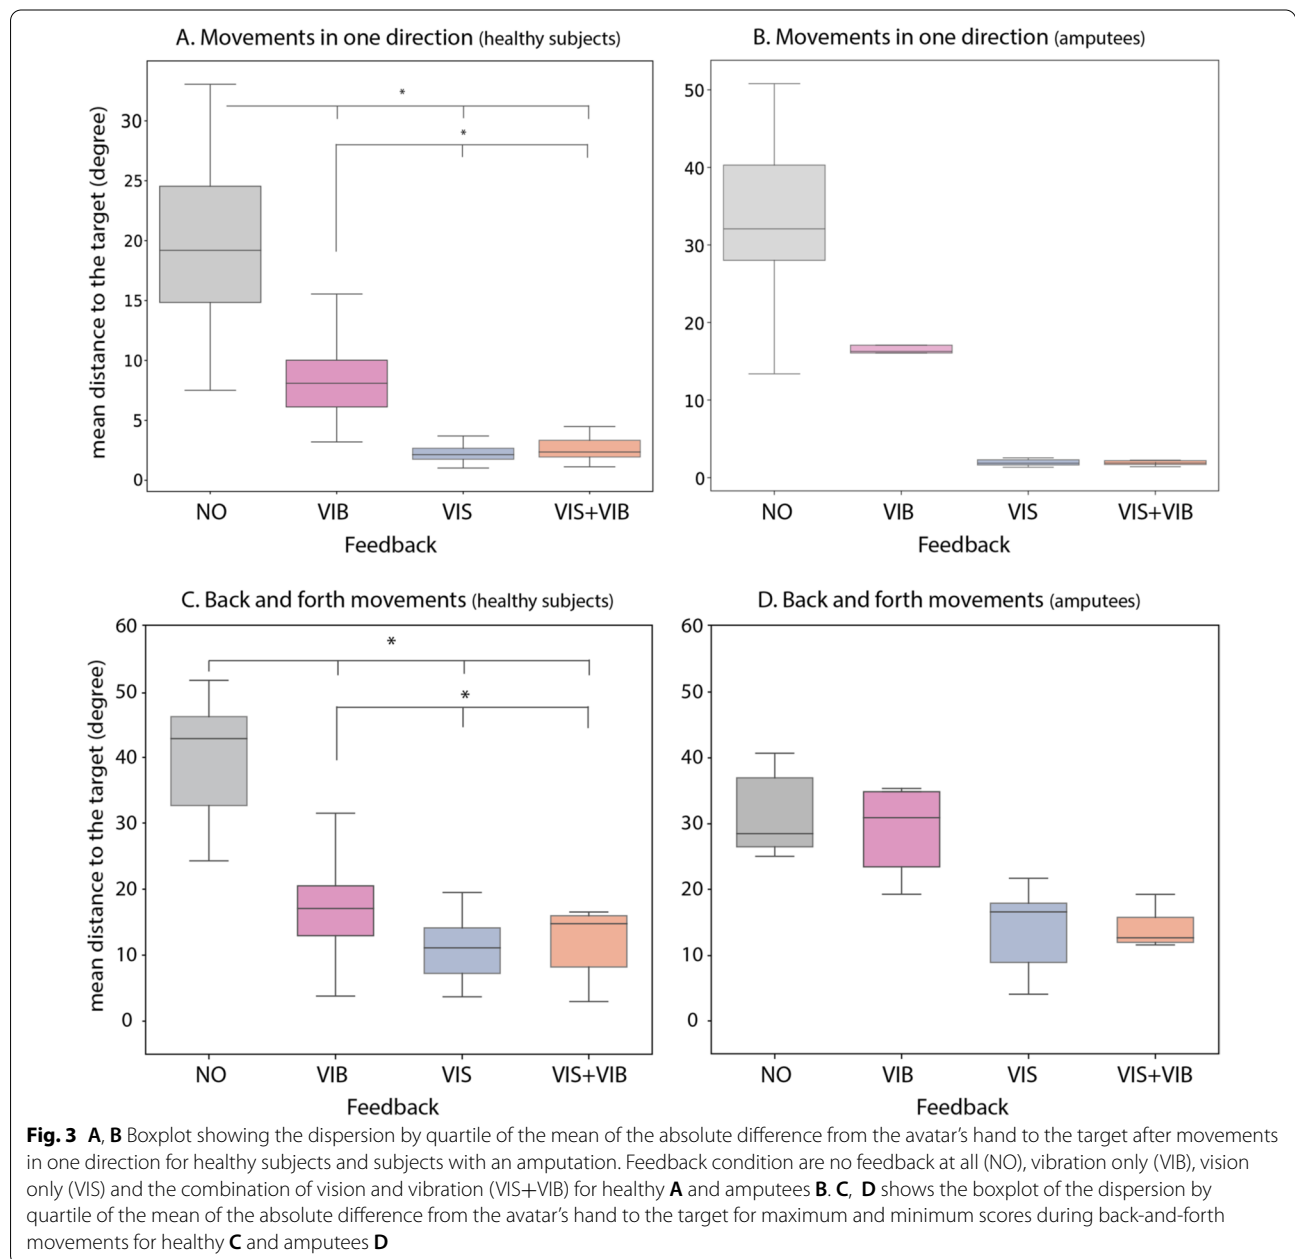 A. Movements in one direction (healthy subjects)
mean distance to the target (degree)
30
25
20
15
10
5
0
*
*
NO VIB VIS VIS+VIB
Feedback
B. Movements in one direction (amputees)
50
40
30
20
10
0
NO VIB VIS VIS+VIB
Feedback
C. Back and forth movements (healthy subjects)
mean distance to the target (degree)
60
50
40
30
20
10
0
*
*
NO VIB VIS VIS+VIB
Feedback
D. Back and forth movements (amputees)
60
50
40
30
20
10
0
NO VIB VIS VIS+VIB
Feedback
Fig. 3 A, B Boxplot showing the dispersion by quartile of the mean of the absolute difference from the avatar's hand to the target after movements
in one direction for healthy subjects and subjects with an amputation. Feedback condition are no feedback at all (NO), vibration only (VIB), vision
only (VIS) and the combination of vision and vibration (VIS+VIB) for healthy A and amputees B. C, D shows the boxplot of the dispersion by
quartile of the mean of the absolute difference from the avatar's hand to the target for maximum and minimum scores during back-and-forth
movements for healthy C and amputees D